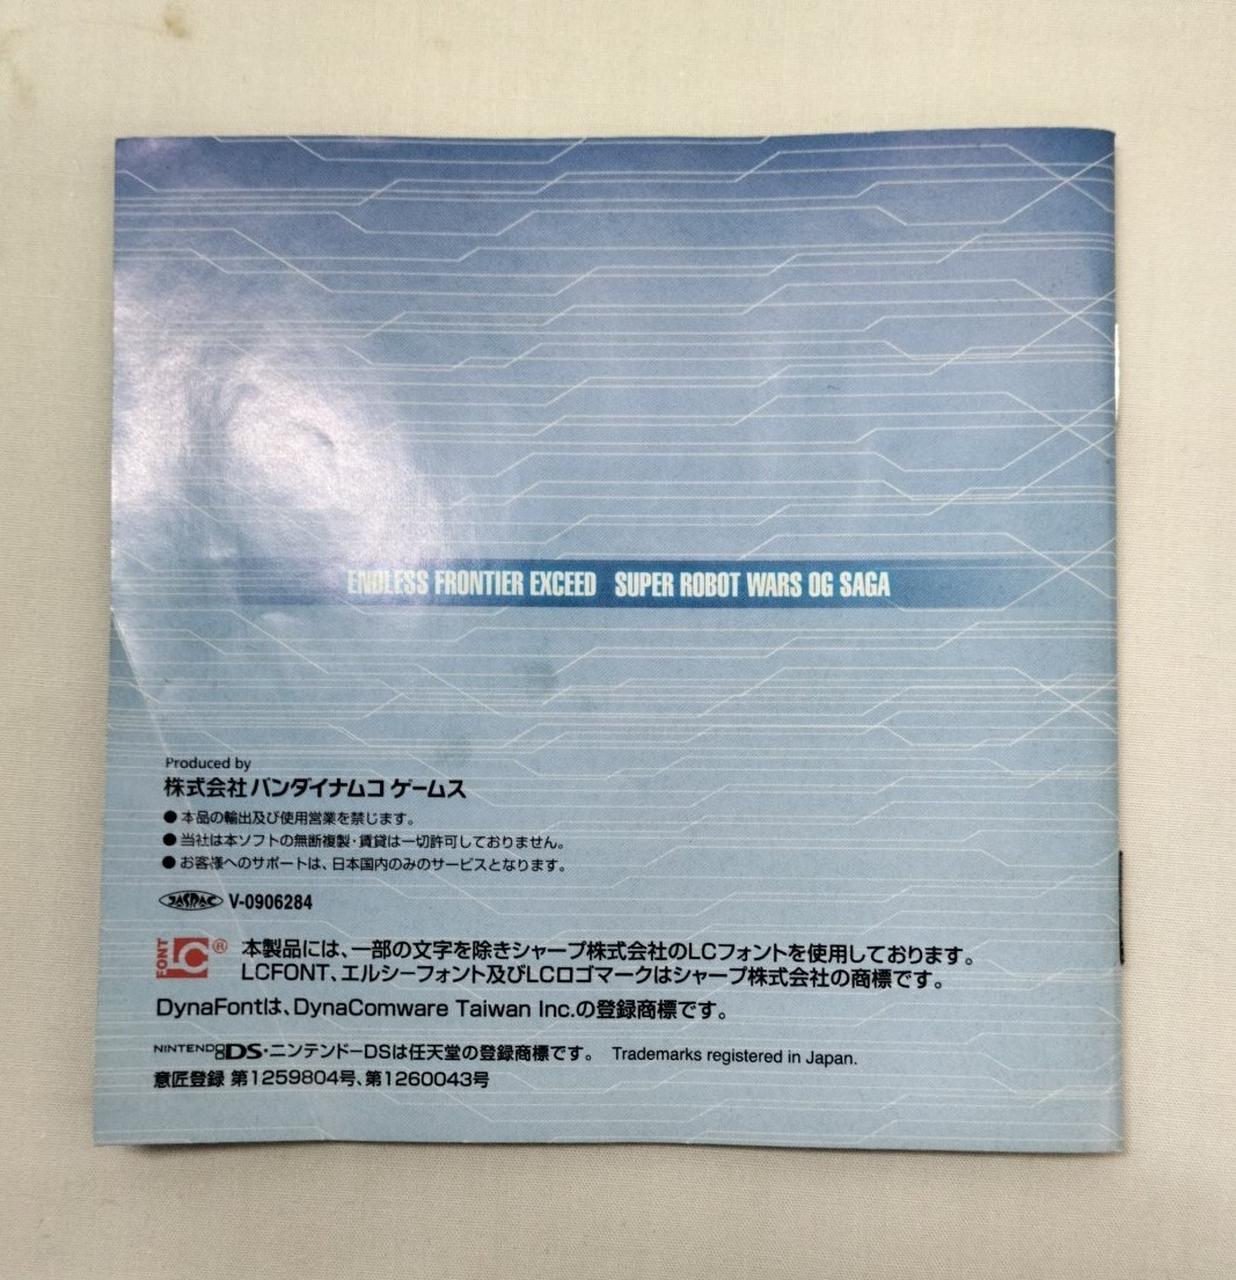 ENDLESS FRONTIER EXCEED SUPER ROBOT WARS OG SAGA
Produced by
株式会社 バンダイナムコ ゲームス
● 本品の輸出及び使用営業を禁じます。
● 当社は本ソフトの無断複製・賃貸は一切許可しておりません。
● お客様へのサポートは、日本国内のみのサービスとなります。
JASRAC V-0906284
LC FONT ® 本製品には、一部の文字を除きシャープ株式会社のLCフォントを使用しております。
LCFONT、エルシーフォント及びLCロゴマークはシャープ株式会社の商標です。
DynaFontは、DynaComware Taiwan Inc.の登録商標です。
NINTENDO DS・ニンテンドーDSは任天堂の登録商標です。 Trademarks registered in Japan.
意匠登録 第1259804号、第1260043号